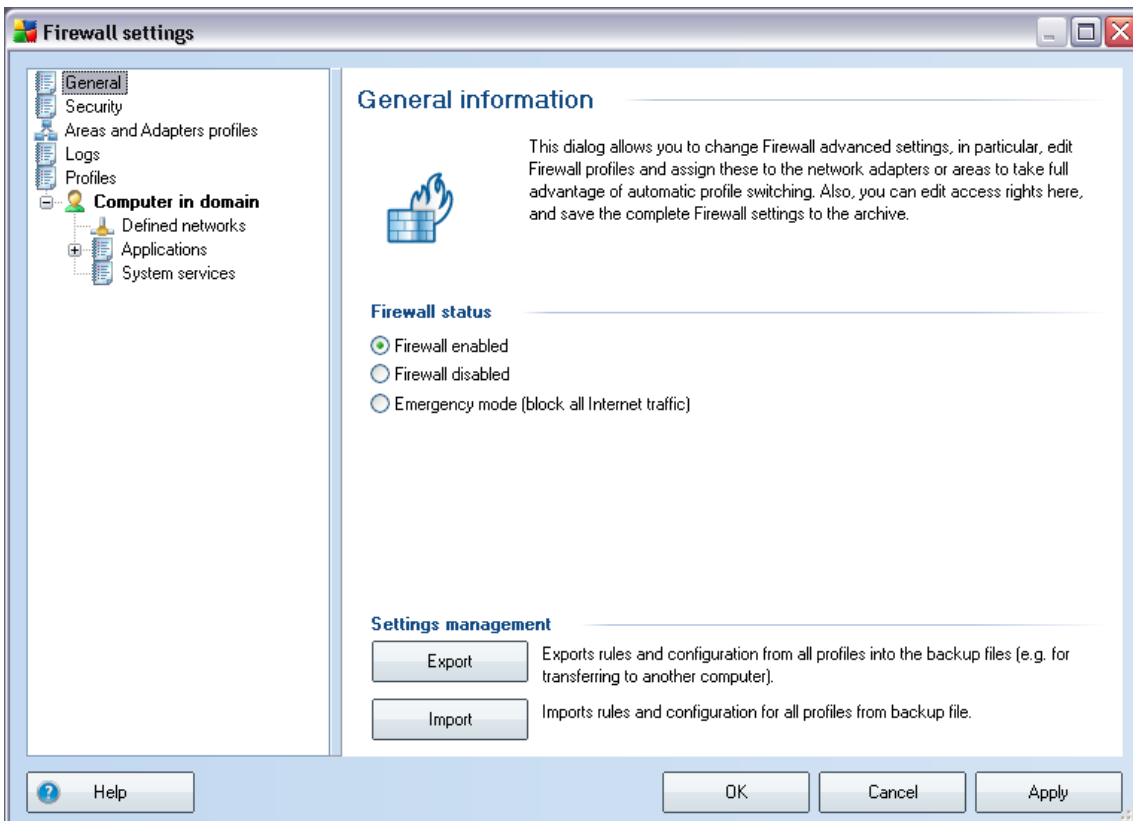 Firewall settings
General
Security
Areas and Adapters profiles
Logs
Profiles
Computer in domain
Defined networks
Applications
System services
General information
This dialog allows you to change Firewall advanced settings, in particular, edit
Firewall profiles and assign these to the network adapters or areas to take full
advantage of automatic profile switching. Also, you can edit access rights here,
and save the complete Firewall settings to the archive.
Firewall status
Firewall enabled
Firewall disabled
Emergency mode (block all Internet traffic)
Settings management
Export
Exports rules and configuration from all profiles into the backup files (e.g. for
transferring to another computer).
Import
Imports rules and configuration for all profiles from backup file.
Help
OK
Cancel
Apply